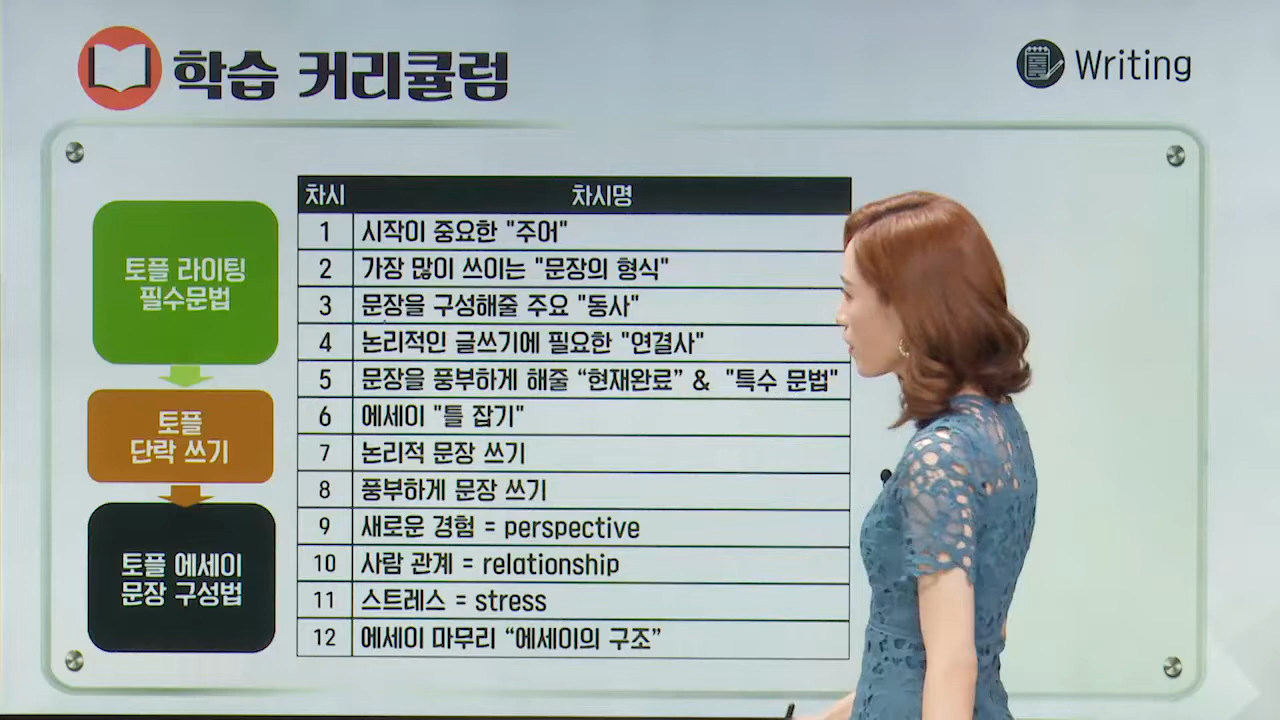 학습 커리큘럼
Writing
토플 라이팅
필수문법
토플
단락 쓰기
토플 에세이
문장 구성법
차시 차시명
1 시작이 중요한 "주어"
2 가장 많이 쓰이는 "문장의 형식"
3 문장을 구성해줄 주요 "동사"
4 논리적인 글쓰기에 필요한 "연결사"
5 문장을 풍부하게 해줄 “현재완료” & "특수 문법"
6 에세이 "틀 잡기"
7 논리적 문장 쓰기
8 풍부하게 문장 쓰기
9 새로운 경험 = perspective
10 사람 관계 = relationship
11 스트레스 = stress
12 에세이 마무리 “에세이의 구조”